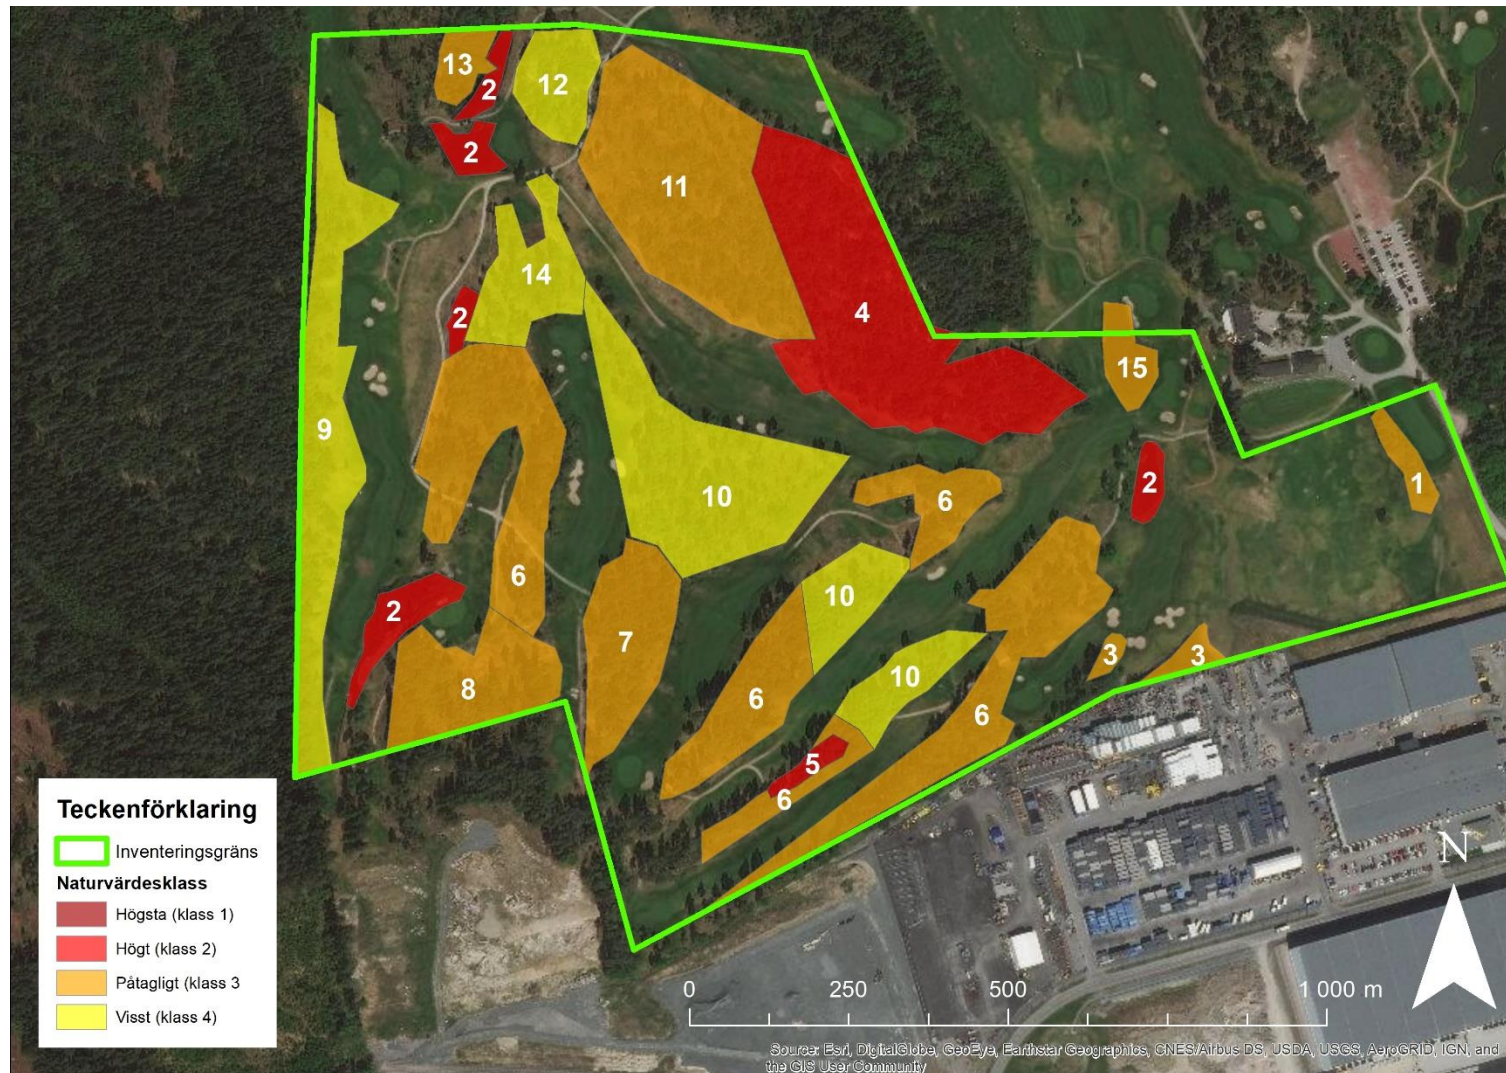 13
2
12
2
11
14
4
2
15
9
10
6
2
1
6
10
2
7
3
3
8
6
10
6
5
6
Teckenförklaring
Inventeringsgräns
Naturvärdesklass
Högsta (klass 1)
Högt (klass 2)
Påtagligt (klass 3
Visst (klass 4)
N
0 250 500 1 000 m
Source: Esri, DigitalGlobe, GeoEye, Earthstar Geographics, CNES/Airbus DS, USDA, USGS, AeroGRID, IGN, and
the GIS User Community